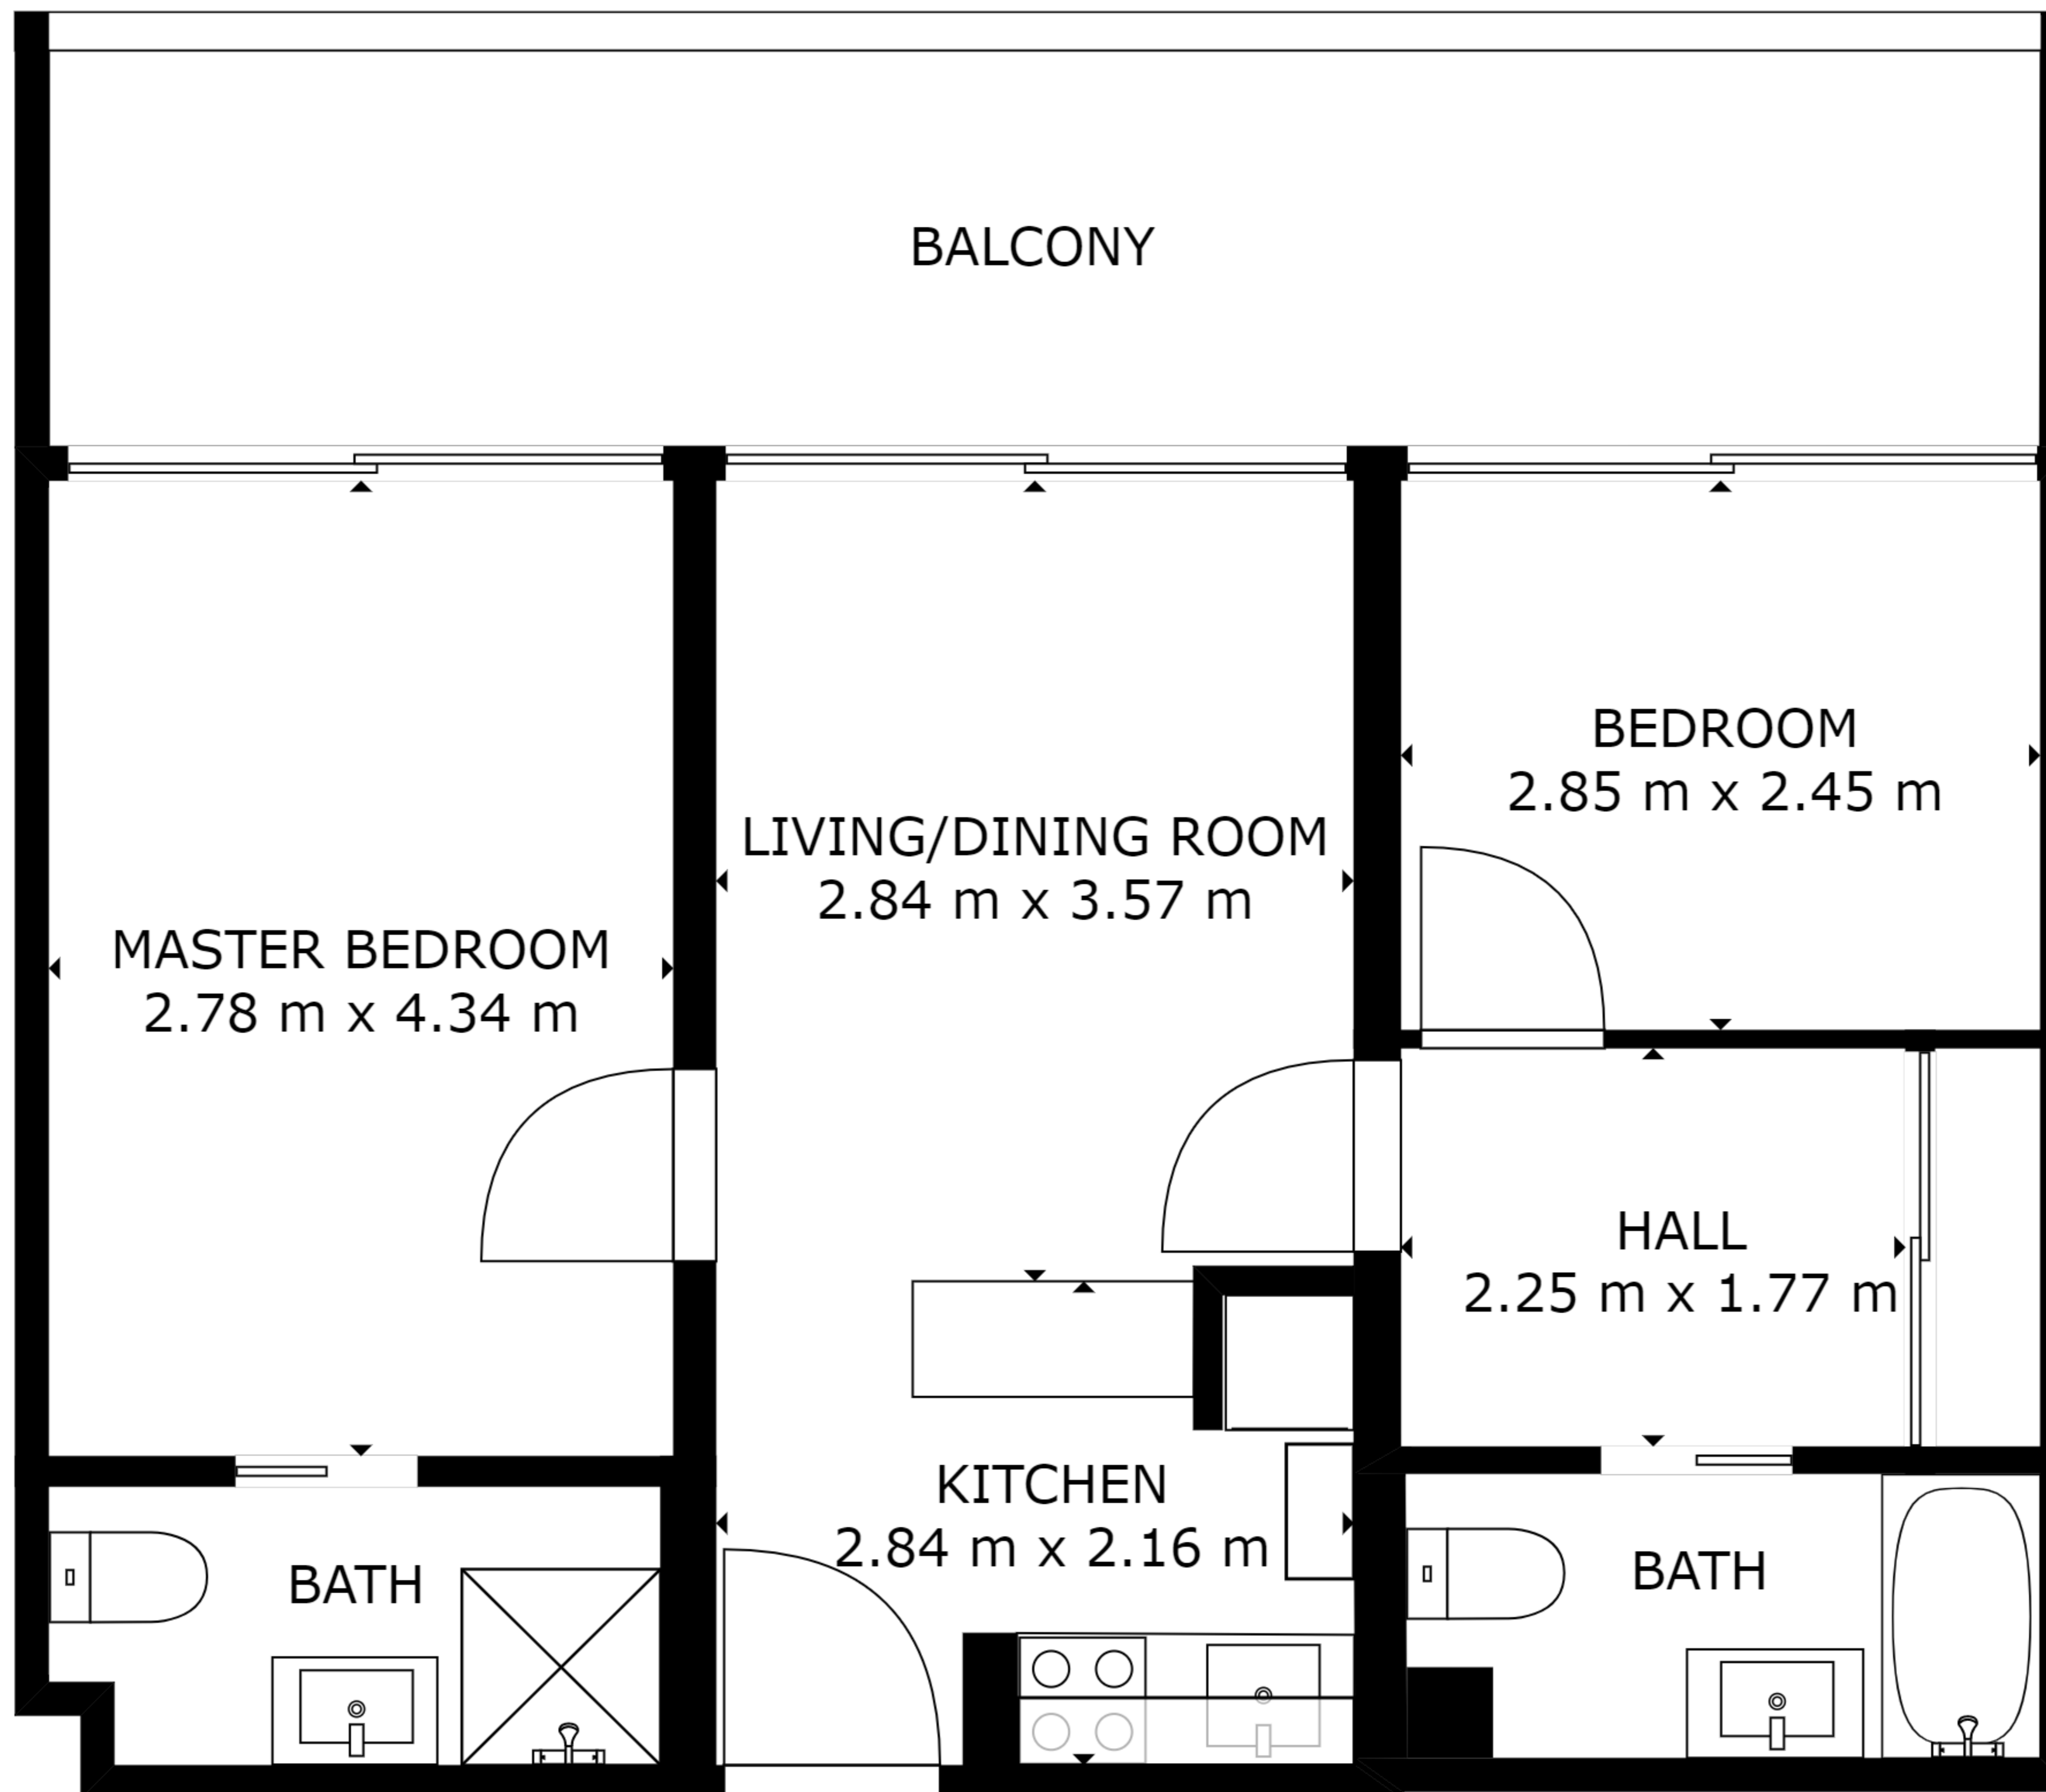 BALCONY
BEDROOM
2.85 m x 2.45 m
LIVING/DINING ROOM
2.84 m x 3.57 m
MASTER BEDROOM
2.78 m x 4.34 m
HALL
2.25 m x 1.77 m
KITCHEN
2.84 m x 2.16 m
BATH
BATH